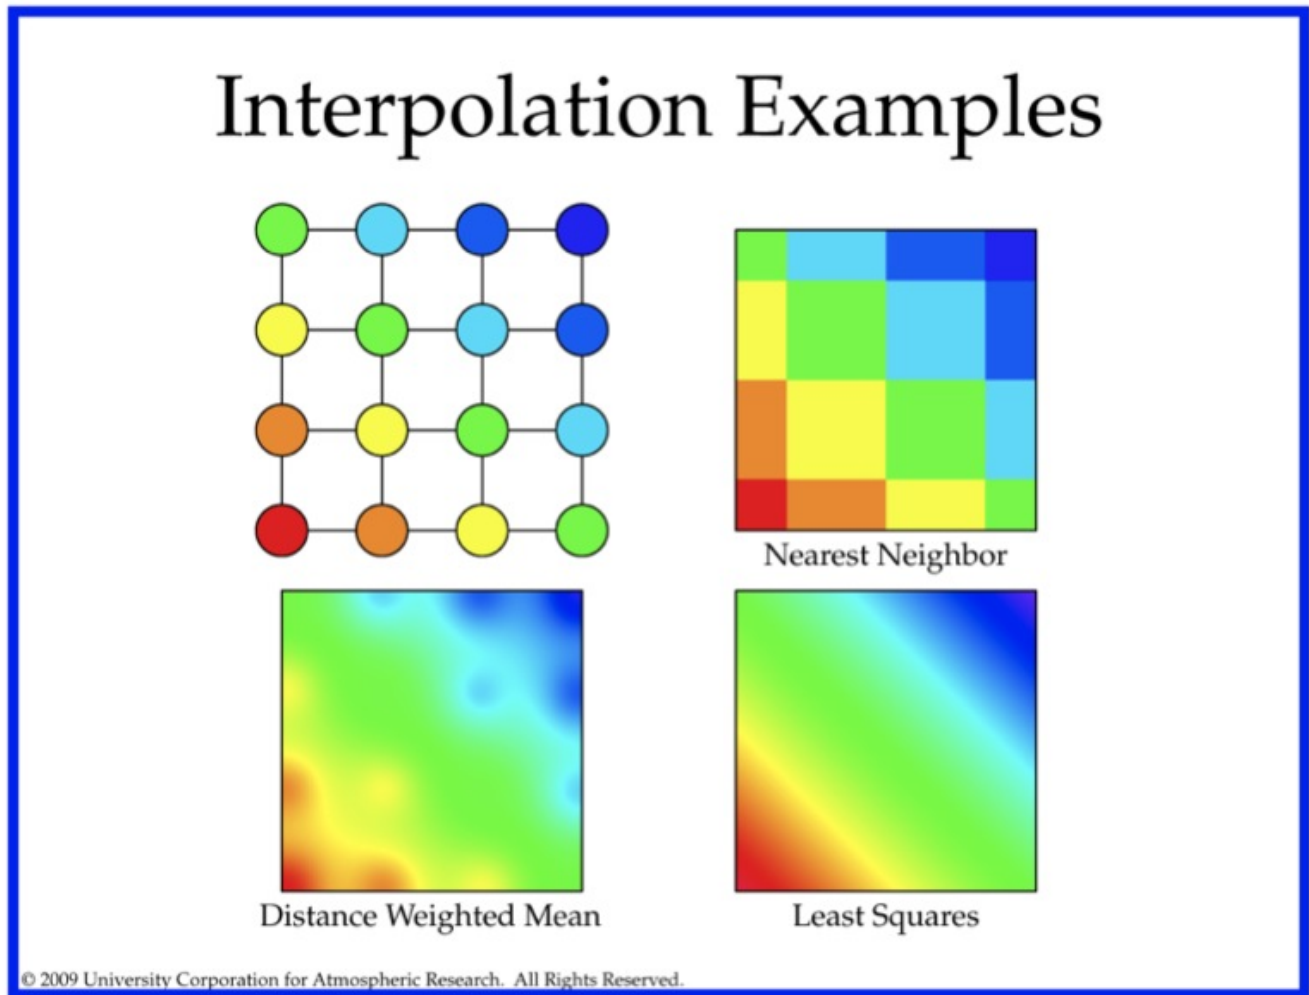 Interpolation Examples
Nearest Neighbor
Distance Weighted Mean
Least Squares
© 2009 University Corporation for Atmospheric Research. All Rights Reserved.